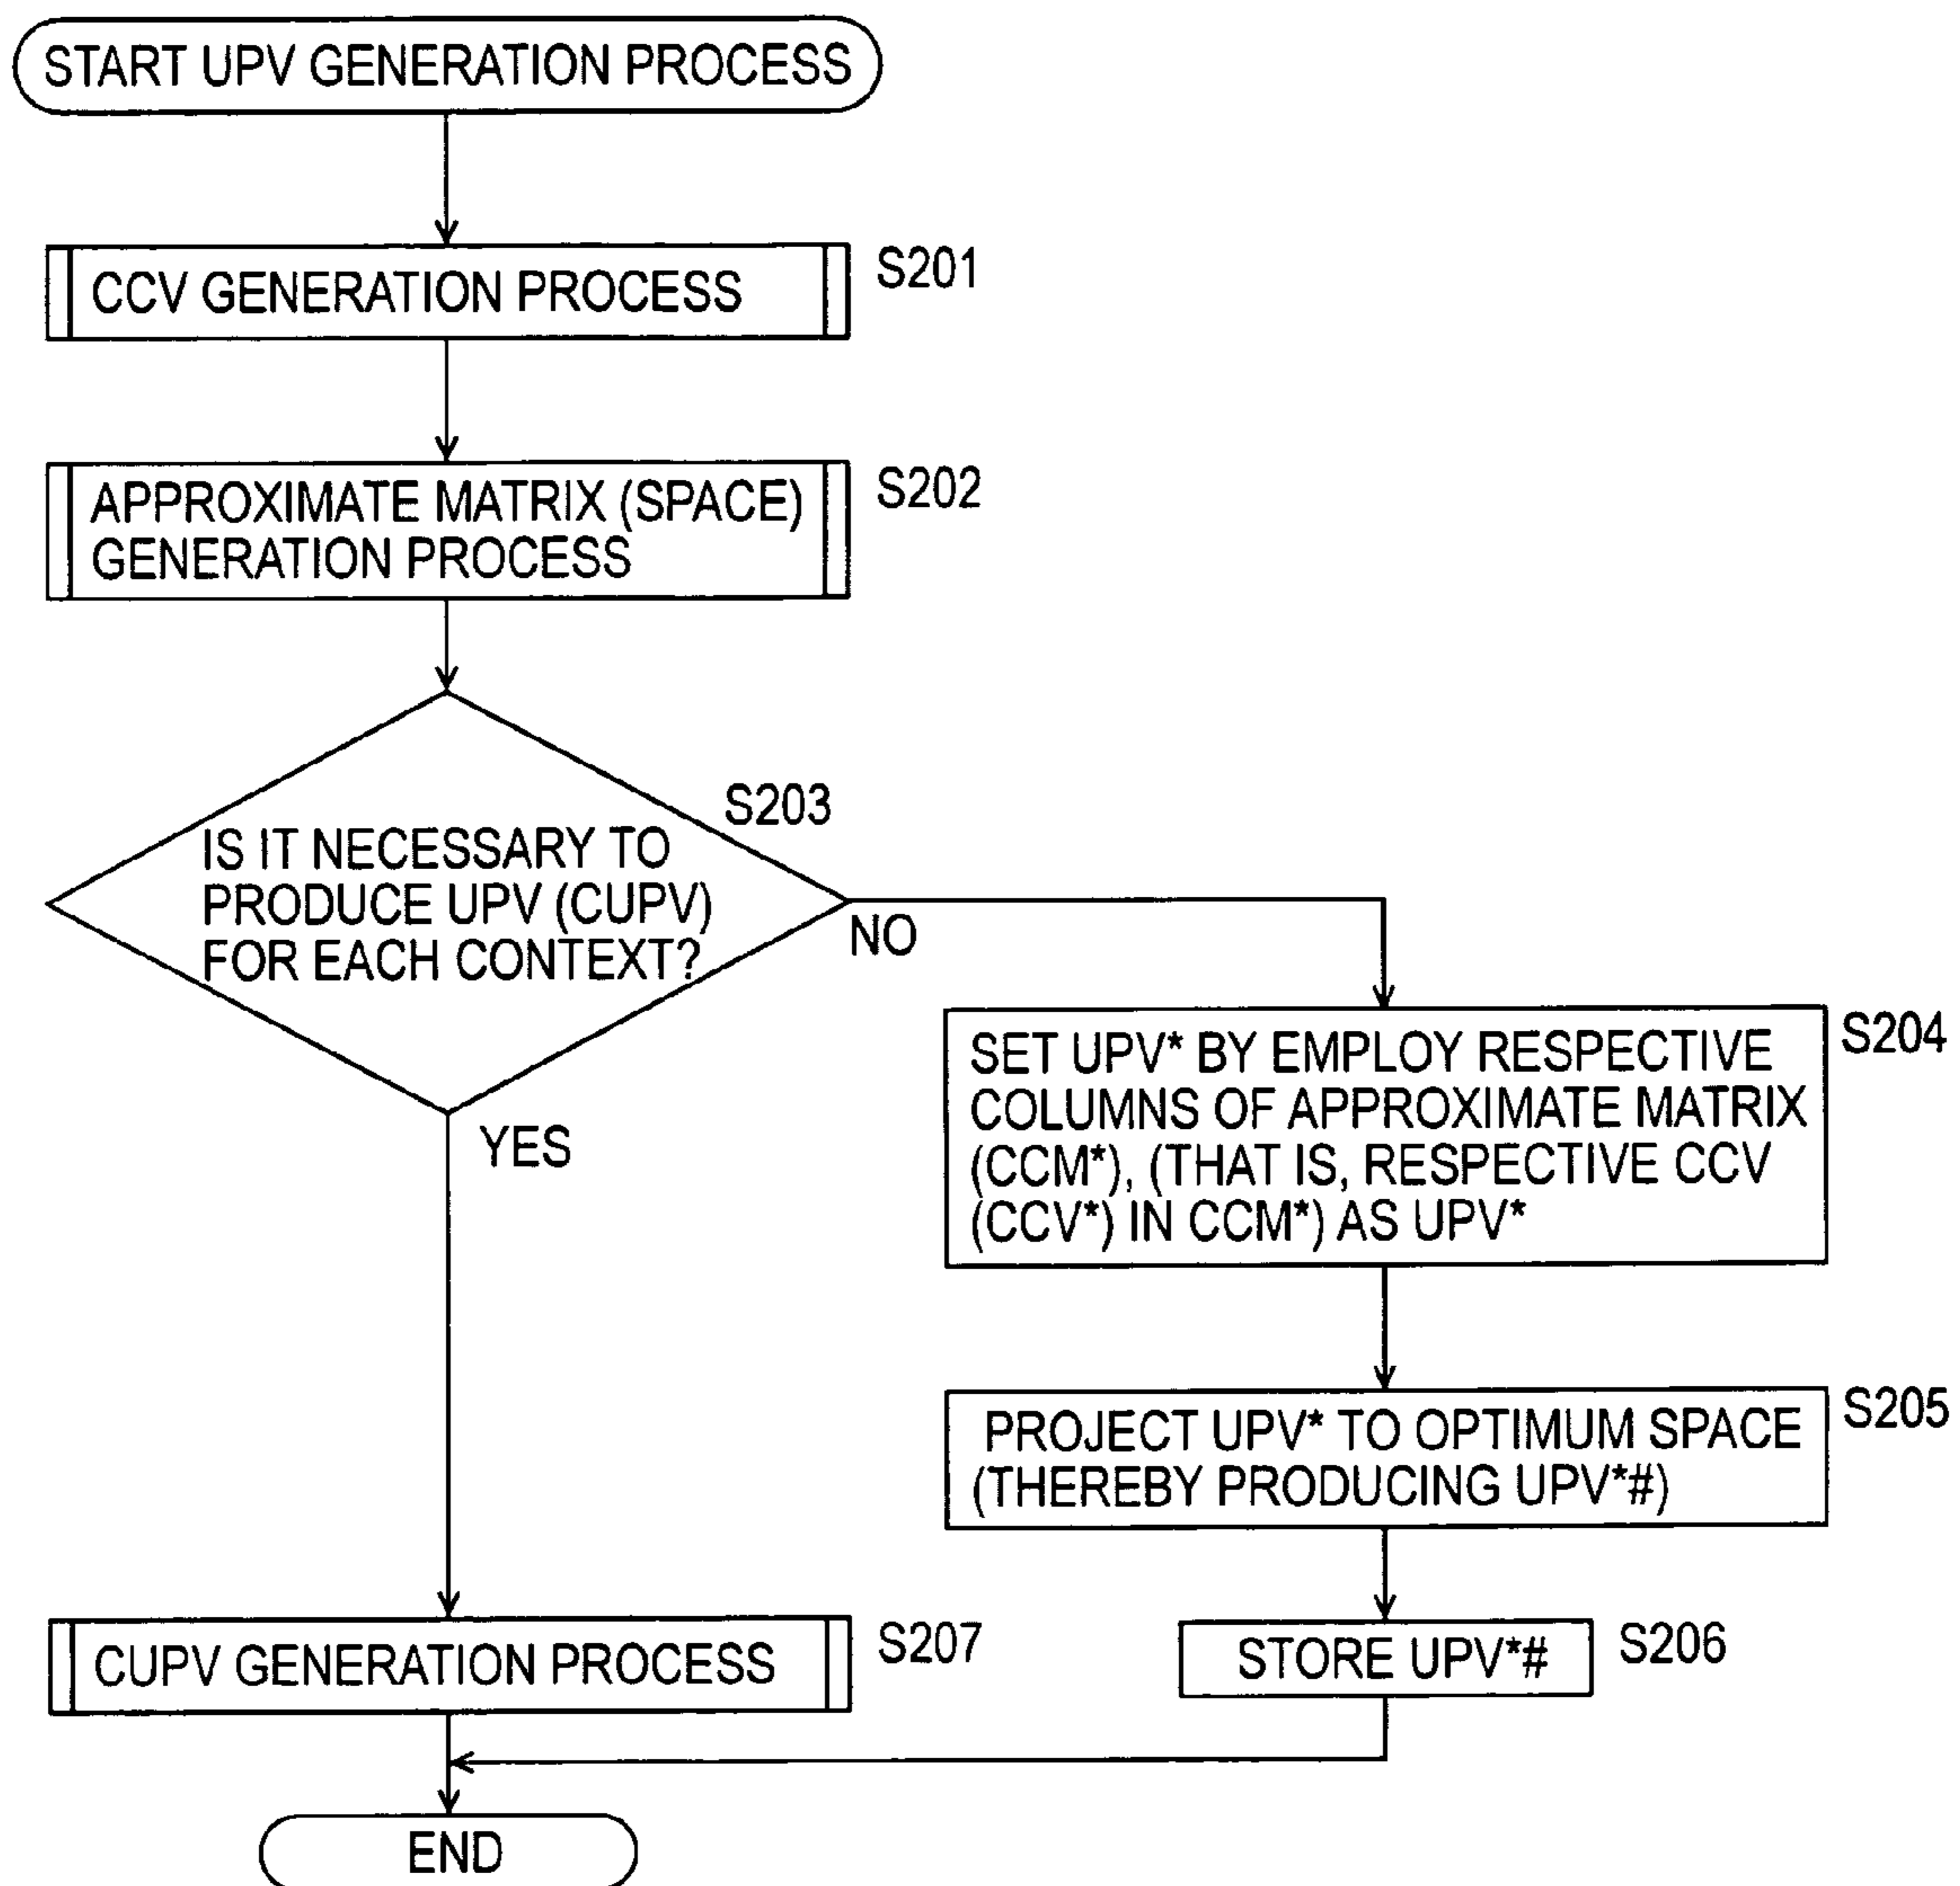 START UPV GENERATION PROCESS
CCV GENERATION PROCESS
S201
APPROXIMATE MATRIX (SPACE)
GENERATION PROCESS
S202
S203
IS IT NECESSARY TO
PRODUCE UPV (CUPV)
FOR EACH CONTEXT?
NO
YES
SET UPV* BY EMPLOY RESPECTIVE
COLUMNS OF APPROXIMATE MATRIX
(CCM*), (THAT IS, RESPECTIVE CCV
(CCV*) IN CCM*) AS UPV*
S204
PROJECT UPV* TO OPTIMUM SPACE
(THEREBY PRODUCING UPV*#)
S205
STORE UPV*#
S206
CUPV GENERATION PROCESS
S207
END